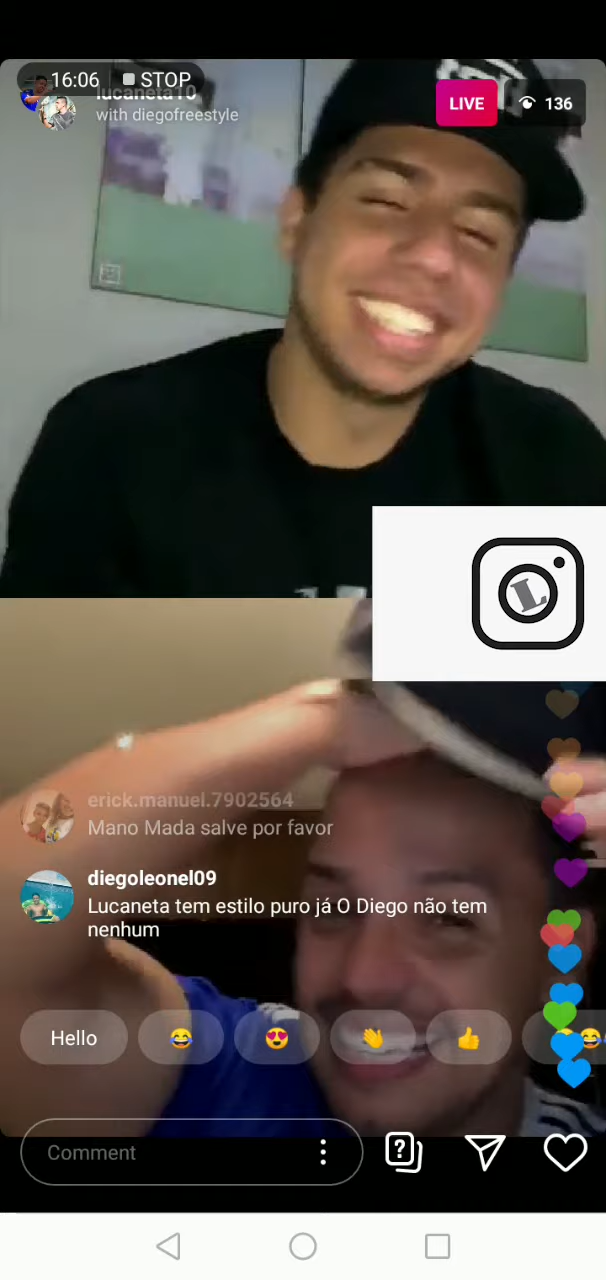 16:06 STOP
lucaneta10
with diegofreestyle
LIVE
136
L
erick.manuel.7902564
Mano Mada salve por favor
diegoleonel09
Lucaneta tem estilo puro já O Diego não tem
nenhum
Hello
Comment
?